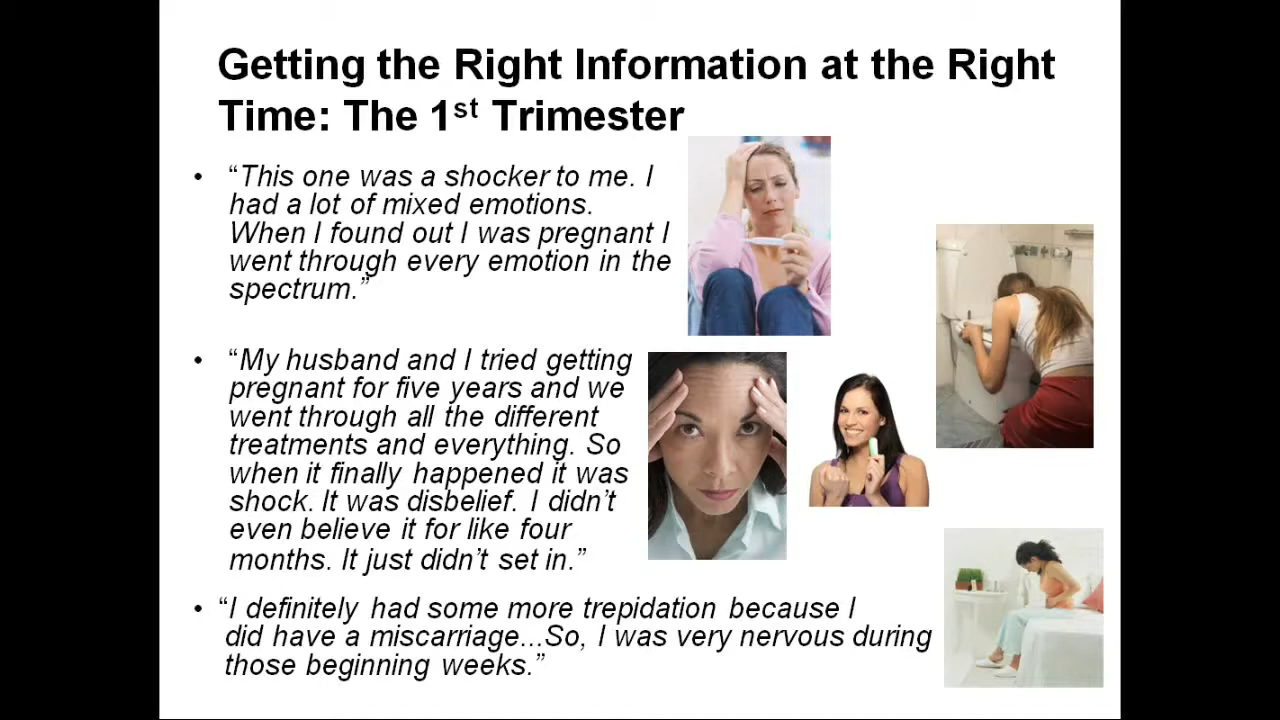 Getting the Right Information at the Right
Time: The 1st Trimester
• “This one was a shocker to me. I
had a lot of mixed emotions.
When I found out I was pregnant I
went through every emotion in the
spectrum.”
• “My husband and I tried getting
pregnant for five years and we
went through all the different
treatments and everything. So
when it finally happened it was
shock. It was disbelief. I didn’t
even believe it for like four
months. It just didn’t set in.”
• “I definitely had some more trepidation because I
did have a miscarriage...So, I was very nervous during
those beginning weeks.”